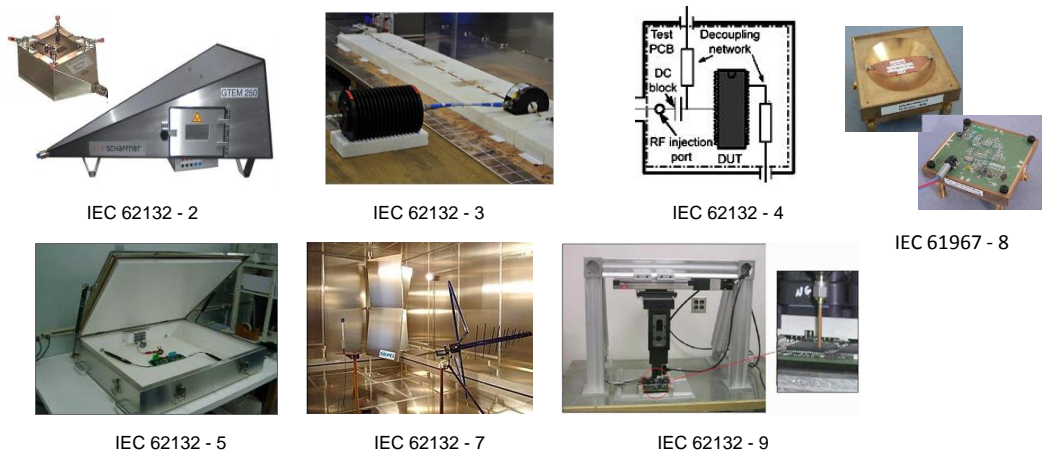 GTEM 250
SCHAFFNER
Test
PCB
Decoupling
network
DC
block
RF injection
port
DUT
IEC 62132 - 2
IEC 62132 - 3
IEC 62132 - 4
IEC 61967 - 8
IEC 62132 - 5
IEC 62132 - 7
IEC 62132 - 9